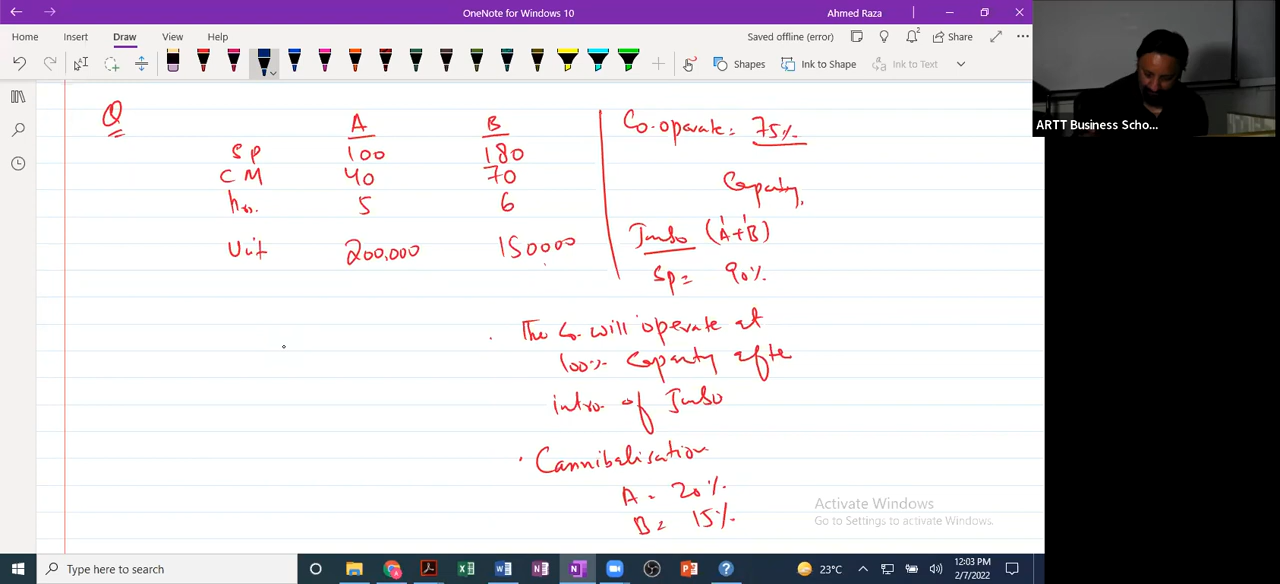 OneNote for Windows 10
Ahmed Raza
Home Insert Draw View Help
Saved offline (error)
Share
Shapes
Ink to Shape
Ink to Text
ARTT Business Scho...
Q
A B
SP 100 180
CM 40 70
hrs. 5 6
Unit 200,000 150000
Co-operate: 75%
Capacity,
Jumbo (A+B)
1 1
Sp = 90%
. The Co. will operate at
100% Capacity afte
intro. of Jumbo
. Cannibalisation
A = 20%
B = 15%
Activate Windows
Go to Settings to activate Windows.
Type here to search
23°C
12:03 PM
2/7/2022